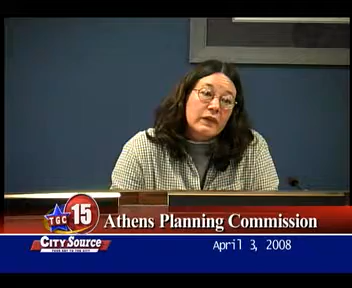 TGC 15
Athens Planning Commission
CITY SOURCE
April 3, 2008